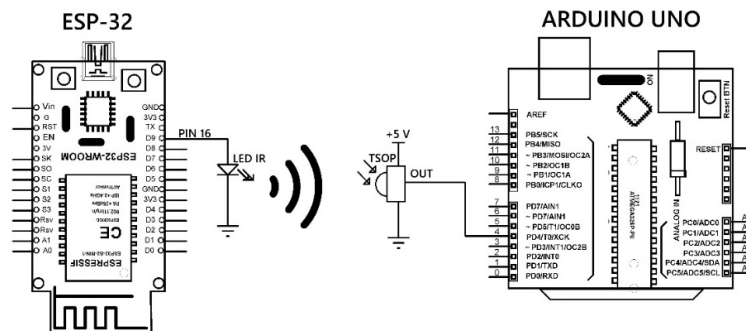 ESP-32
ARDUINO UNO
Vin
G
RST
EN
3V
SK
SO
SC
S1
S2
S3
Rsv
Rsv
A1
A0
GND
3V3
TX
D9
D8
D7
D6
D5
GND
3V3
D4
D3
D2
D1
D0
ESP32-WROOM
CE
ESPRESSIF
PIN 16
LED IR
+5 V
TSOP
OUT
ON
Reset BTN
AREF
13 PB5/SCK
12 PB4/MISO
11 ~ PB3/MOSI/OC2A
10 ~ PB2/OC1B
9 ~ PB1/OC1A
8 PB0/ICP1/CLKO
7 PD7/AIN1
6 ~ PD7/AIN1
5 ~ PD5/T1/OC0B
4 PD4/T0/XCK
3 ~ PD3/INT1/OC2B
2 PD2/INT0
1 PD1/TXD
0 PD0/RXD
RESET
ANALOG IN
PC0/ADC0
PC1/ADC1
PC2/ADC2
PC3/ADC3
PC4/ADC4/SDA
PC5/ADC5/SCL